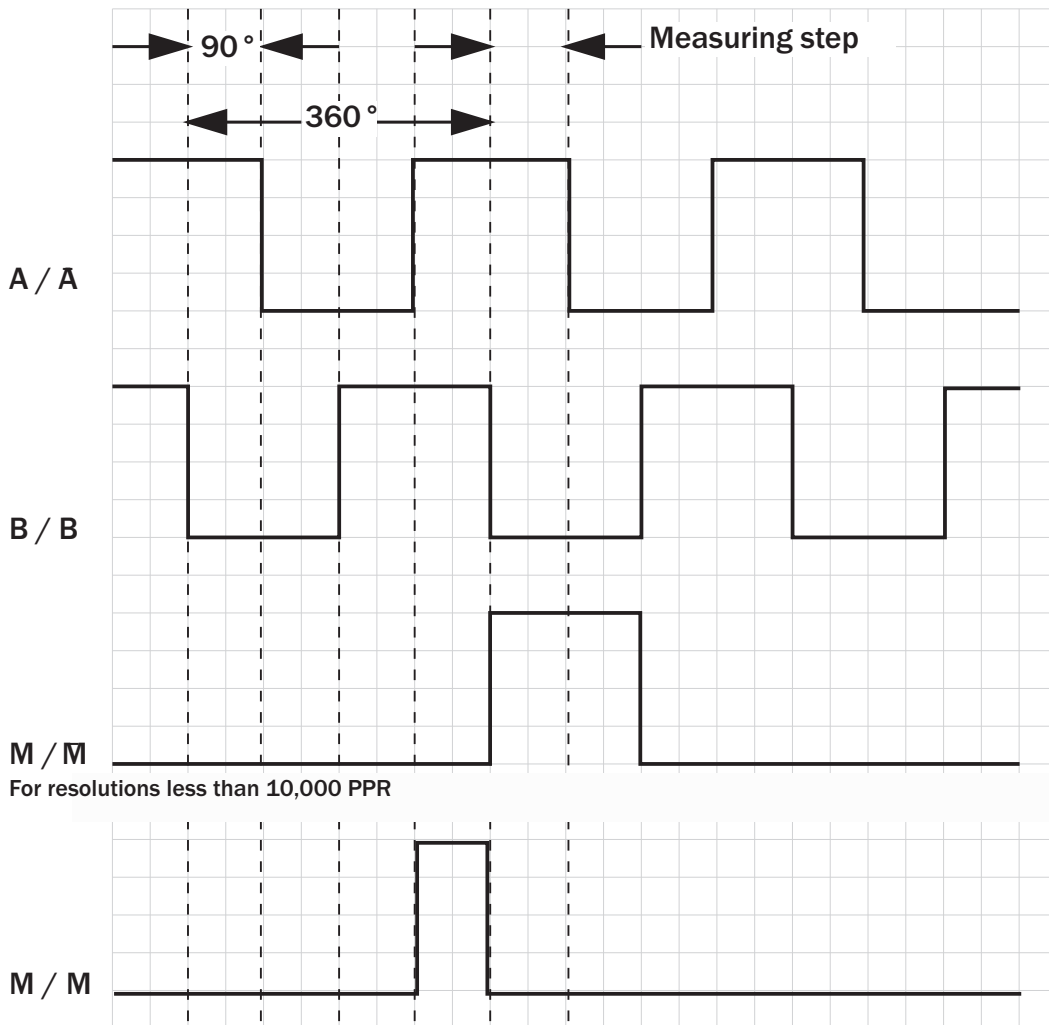 90° Measuring step
360°
A / A̅
B / B
M / M̅
For resolutions less than 10,000 PPR
M / M